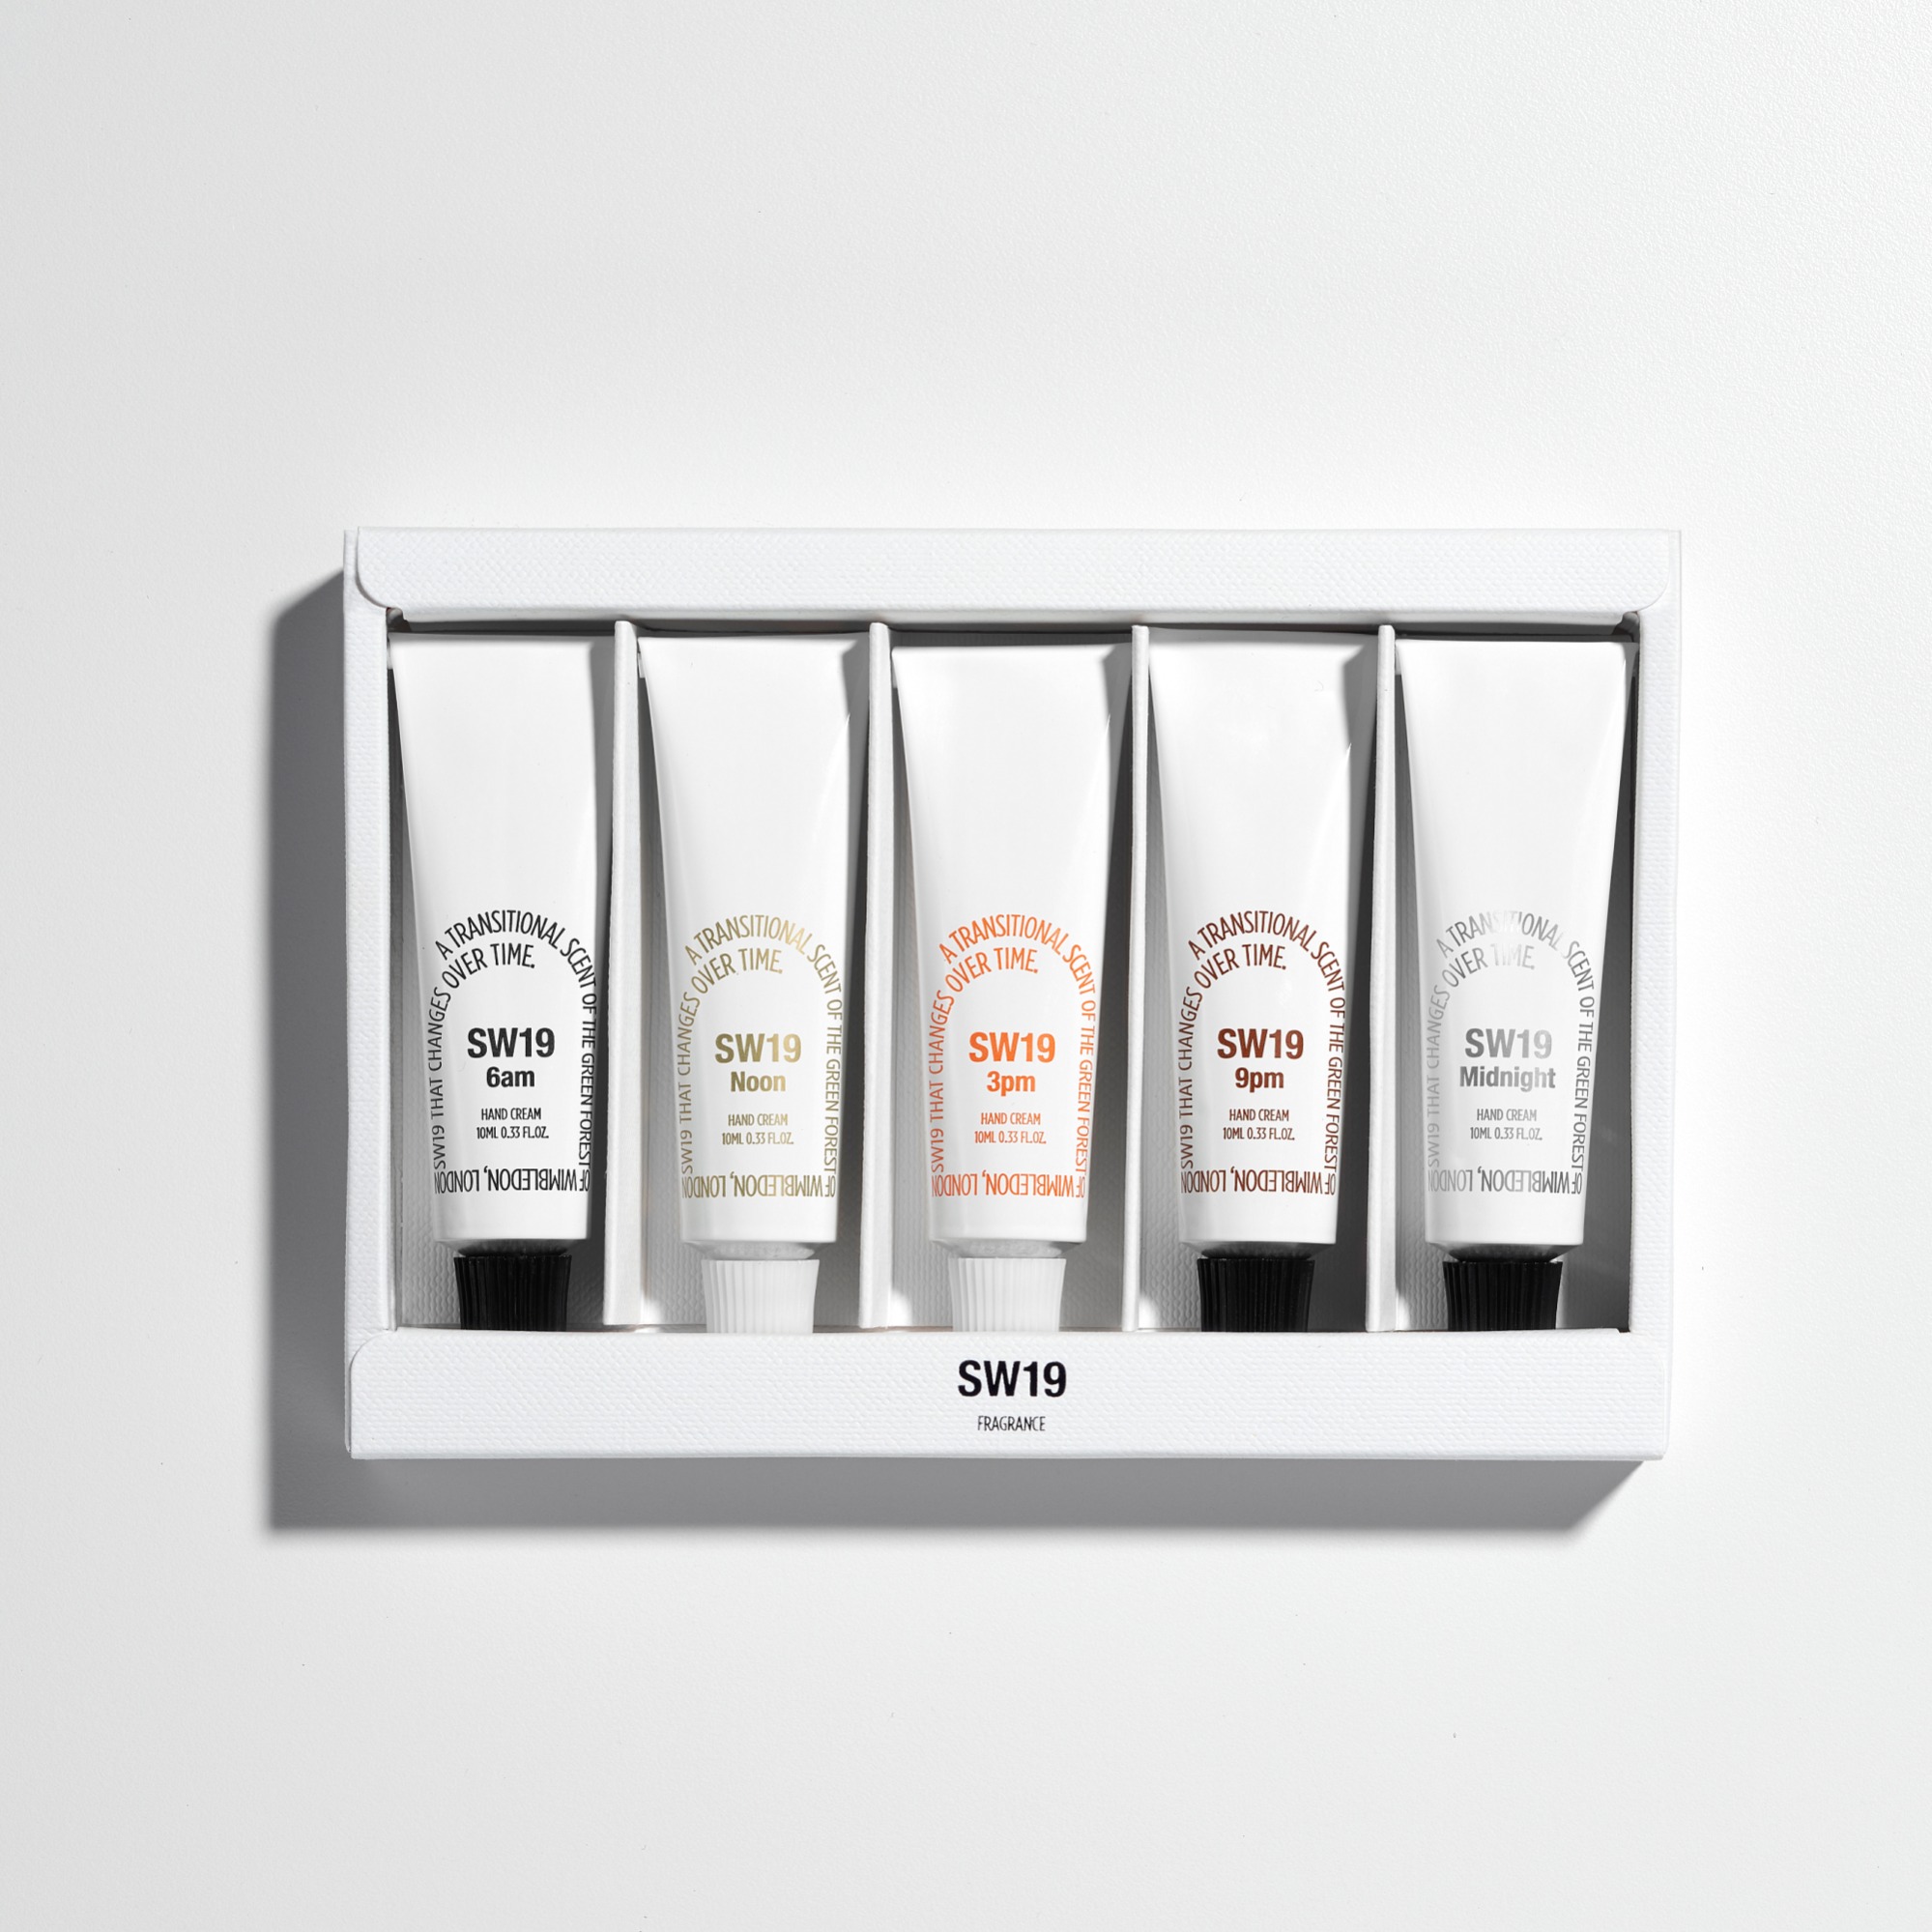 A TRANSITIONAL SCENT OF THE GREEN FOREST
OF WIMBLEDON, LONDON
SW19 THAT CHANGES OVER TIME.
SW19
6am
HAND CREAM
10ML 0.33 FL.OZ.
A TRANSITIONAL SCENT OF THE GREEN FOREST
OF WIMBLEDON, LONDON
SW19 THAT CHANGES OVER TIME.
SW19
Noon
HAND CREAM
10ML 0.33 FL.OZ.
A TRANSITIONAL SCENT OF THE GREEN FOREST
OF WIMBLEDON, LONDON
SW19 THAT CHANGES OVER TIME.
SW19
3pm
HAND CREAM
10ML 0.33 FL.OZ.
A TRANSITIONAL SCENT OF THE GREEN FOREST
OF WIMBLEDON, LONDON
SW19 THAT CHANGES OVER TIME.
SW19
9pm
HAND CREAM
10ML 0.33 FL.OZ.
A TRANSITIONAL SCENT OF THE GREEN FOREST
OF WIMBLEDON, LONDON
SW19 THAT CHANGES OVER TIME.
SW19
Midnight
HAND CREAM
10ML 0.33 FL.OZ.
SW19
FRAGRANCE